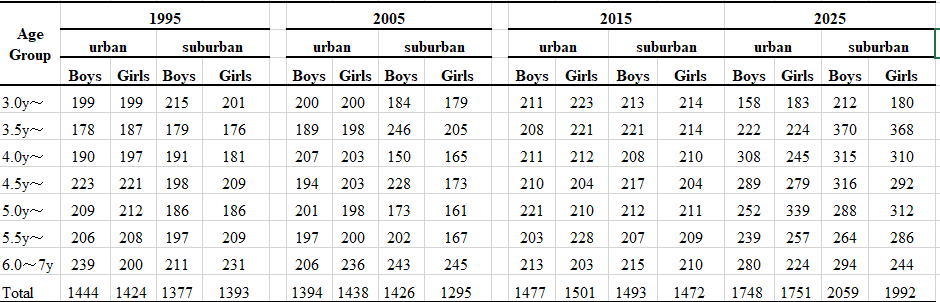 1995 2005 2015 2025
Age Group
urban suburban urban suburban urban suburban urban suburban
Boys Girls Boys Girls Boys Girls Boys Girls Boys Girls Boys Girls Boys Girls Boys Girls
3.0y～ 199 199 215 201 200 200 184 179 211 223 213 214 158 183 212 180
3.5y～ 178 187 179 176 189 198 246 205 208 221 221 214 222 224 370 368
4.0y～ 190 197 191 181 207 203 150 165 211 212 208 210 308 245 315 310
4.5y～ 223 221 198 209 194 203 228 173 210 204 217 204 289 279 316 292
5.0y～ 209 212 186 186 201 198 173 161 221 210 212 211 252 339 288 312
5.5y～ 206 208 197 209 197 200 202 167 203 228 207 209 239 257 264 286
6.0～7y 239 200 211 231 206 236 243 245 213 203 215 210 280 224 294 244
Total 1444 1424 1377 1393 1394 1438 1426 1295 1477 1501 1493 1472 1748 1751 2059 1992